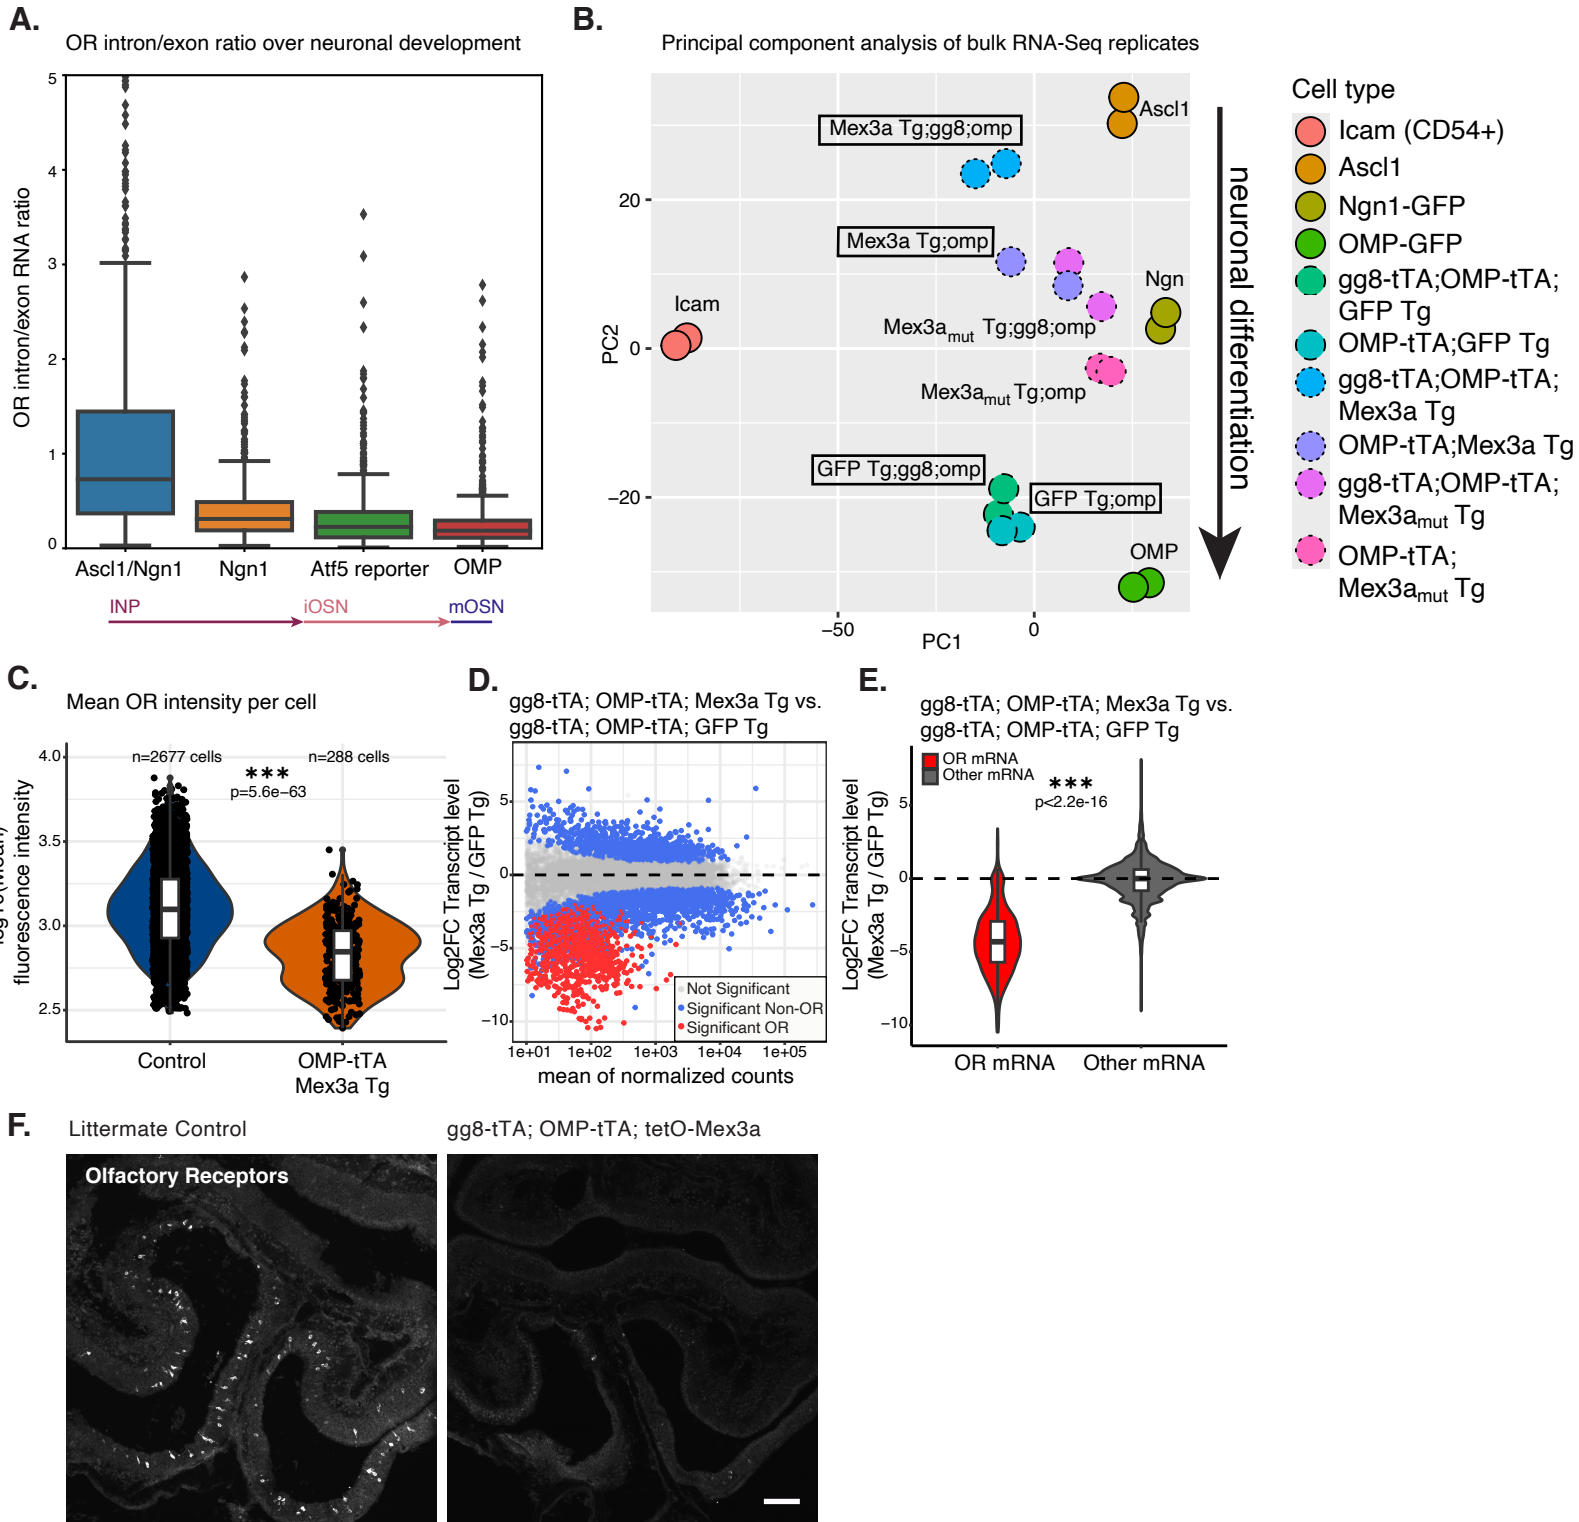 A.
OR intron/exon ratio over neuronal development
OR intron/exon RNA ratio
5
4
3
2
1
0
Ascl1/Ngn1
Ngn1
Atf5 reporter
OMP
INP
iOSN
mOSN
B.
Principal component analysis of bulk RNA-Seq replicates
PC2
20
0
−20
−50
0
PC1
Mex3a Tg;gg8;omp
Ascl1
Mex3a Tg;omp
Ngn
Icam
Mex3amut Tg;gg8;omp
Mex3amut Tg;omp
GFP Tg;gg8;omp
GFP Tg;omp
OMP
neuronal differentiation
Cell type
Icam (CD54+)
Ascl1
Ngn1-GFP
OMP-GFP
gg8-tTA;OMP-tTA;
GFP Tg
OMP-tTA;GFP Tg
gg8-tTA;OMP-tTA;
Mex3a Tg
OMP-tTA;Mex3a Tg
gg8-tTA;OMP-tTA;
Mex3amut Tg
OMP-tTA;
Mex3amut Tg
C.
Mean OR intensity per cell
fluorescence intensity
4.0
3.5
3.0
2.5
n=2677 cells
n=288 cells
***
p=5.6e−63
Control
OMP-tTA
Mex3a Tg
D.
gg8-tTA; OMP-tTA; Mex3a Tg vs.
gg8-tTA; OMP-tTA; GFP Tg
Log2FC Transcript level
(Mex3a Tg / GFP Tg)
5
0
−5
−10
Not Significant
Significant Non-OR
Significant OR
1e+01
1e+02
1e+03
1e+04
1e+05
mean of normalized counts
E.
gg8-tTA; OMP-tTA; Mex3a Tg vs.
gg8-tTA; OMP-tTA; GFP Tg
Log2FC Transcript level
(Mex3a Tg / GFP Tg)
OR mRNA
Other mRNA
***
p<2.2e-16
5
0
−5
−10
OR mRNA
Other mRNA
F.
Littermate Control
gg8-tTA; OMP-tTA; tetO-Mex3a
Olfactory Receptors